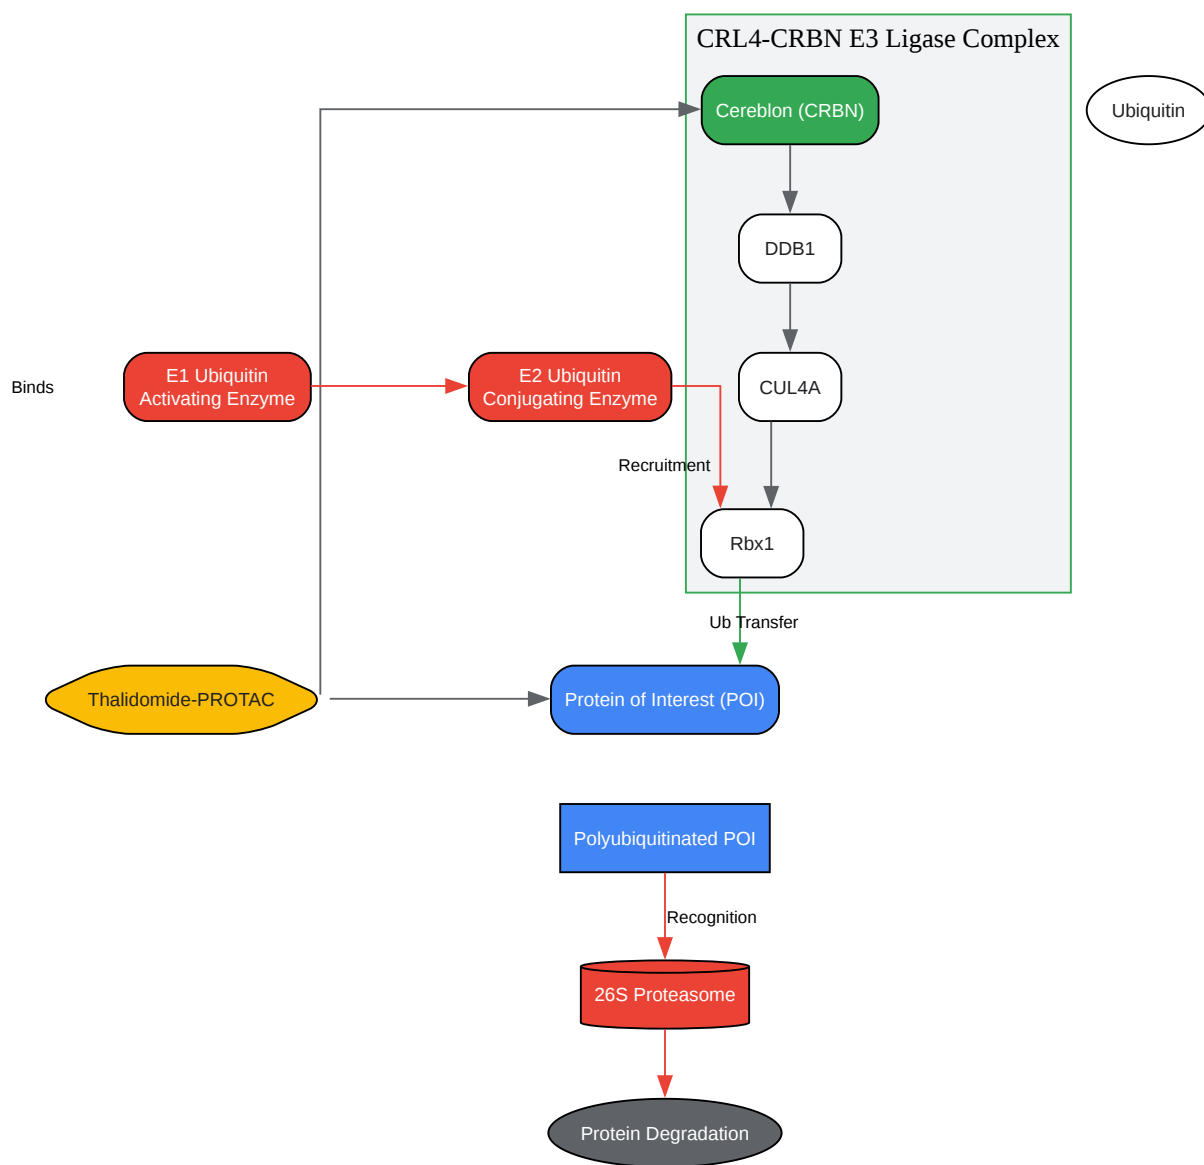 CRL4-CRBN E3 Ligase Complex
Cereblon (CRBN)
Ubiquitin
DDB1
Binds
E1 Ubiquitin
Activating Enzyme
E2 Ubiquitin
Conjugating Enzyme
CUL4A
Recruitment
Rbx1
Ub Transfer
Thalidomide-PROTAC
Protein of Interest (POI)
Polyubiquitinated POI
Recognition
26S Proteasome
Protein Degradation